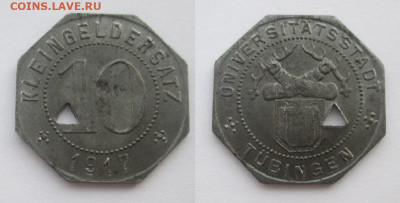 COINS.LAVE.RU
KLEINGELDERSATZ
10
1917
UNIVERSITÄTSSTADT
TÜBINGEN